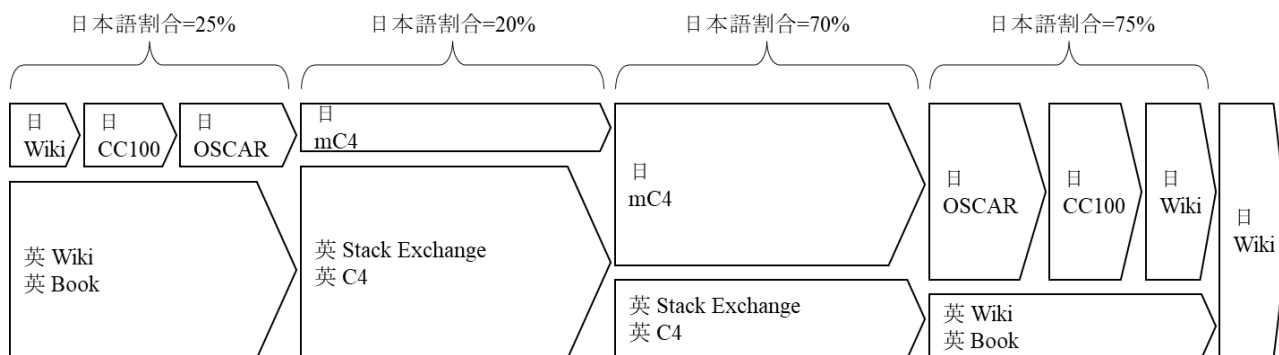 日本語割合=25%
日本語割合=20%
日本語割合=70%
日本語割合=75%
日
Wiki
日
CC100
日
OSCAR
英 Wiki
英 Book
日
mC4
英 Stack Exchange
英 C4
日
mC4
英 Stack Exchange
英 C4
日
OSCAR
日
CC100
日
Wiki
英 Wiki
英 Book
日
Wiki